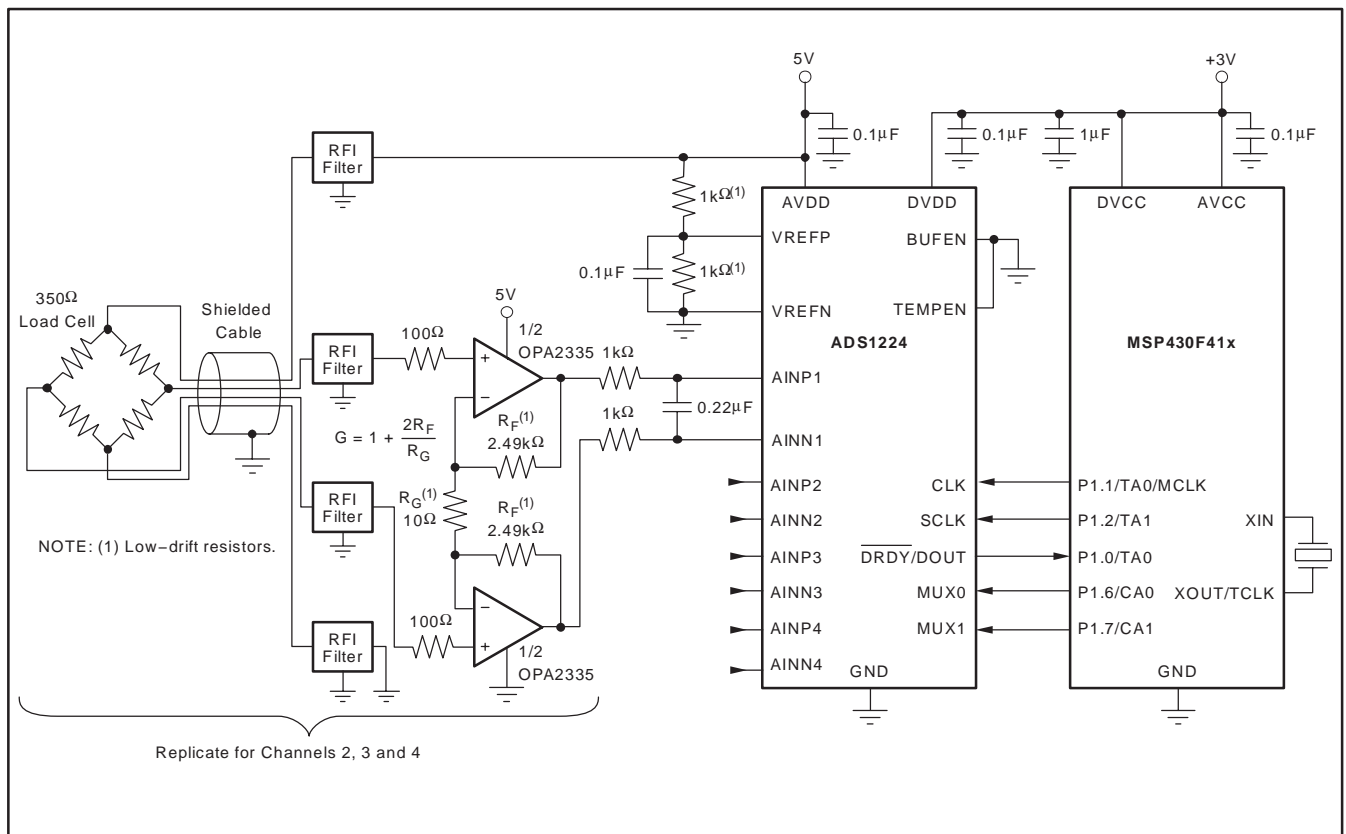 5V
+3V
0.1µF
0.1µF
1µF
0.1µF
RFI
Filter
1kΩ(1)
AVDD
DVDD
DVCC
AVCC
VREFP
BUFEN
0.1µF
1kΩ(1)
350Ω
Load Cell
Shielded
Cable
5V
VREFN
TEMPEN
100Ω
1/2
OPA2335
ADS1224
MSP430F41x
RFI
Filter
+
−
1kΩ
AINP1
0.22µF
G = 1 + 2RF
RG
RF(1)
2.49kΩ
1kΩ
AINN1
RG(1)
10Ω
RF(1)
2.49kΩ
AINP2
CLK
P1.1/TA0/MCLK
RFI
Filter
AINN2
SCLK
P1.2/TA1
XIN
NOTE: (1) Low−drift resistors.
AINP3
DRDY/DOUT
P1.0/TA0
AINN3
MUX0
P1.6/CA0
XOUT/TCLK
100Ω
−
+
AINP4
MUX1
P1.7/CA1
RFI
Filter
1/2
OPA2335
AINN4
GND
GND
Replicate for Channels 2, 3 and 4